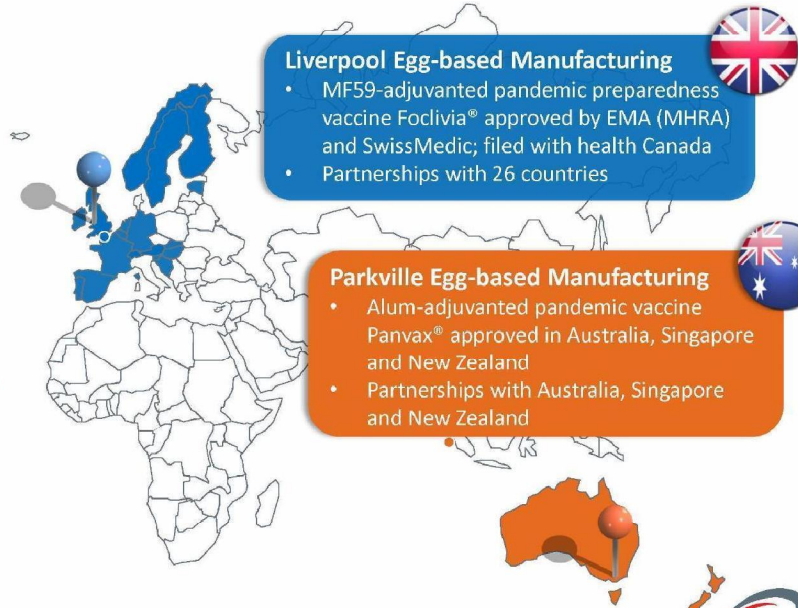 Liverpool Egg-based Manufacturing
• MF59-adjuvanted pandemic preparedness
vaccine Foclivia® approved by EMA (MHRA)
and SwissMedic; filed with health Canada
• Partnerships with 26 countries
Parkville Egg-based Manufacturing
• Alum-adjuvanted pandemic vaccine
Panvax® approved in Australia, Singapore
and New Zealand
• Partnerships with Australia, Singapore
and New Zealand